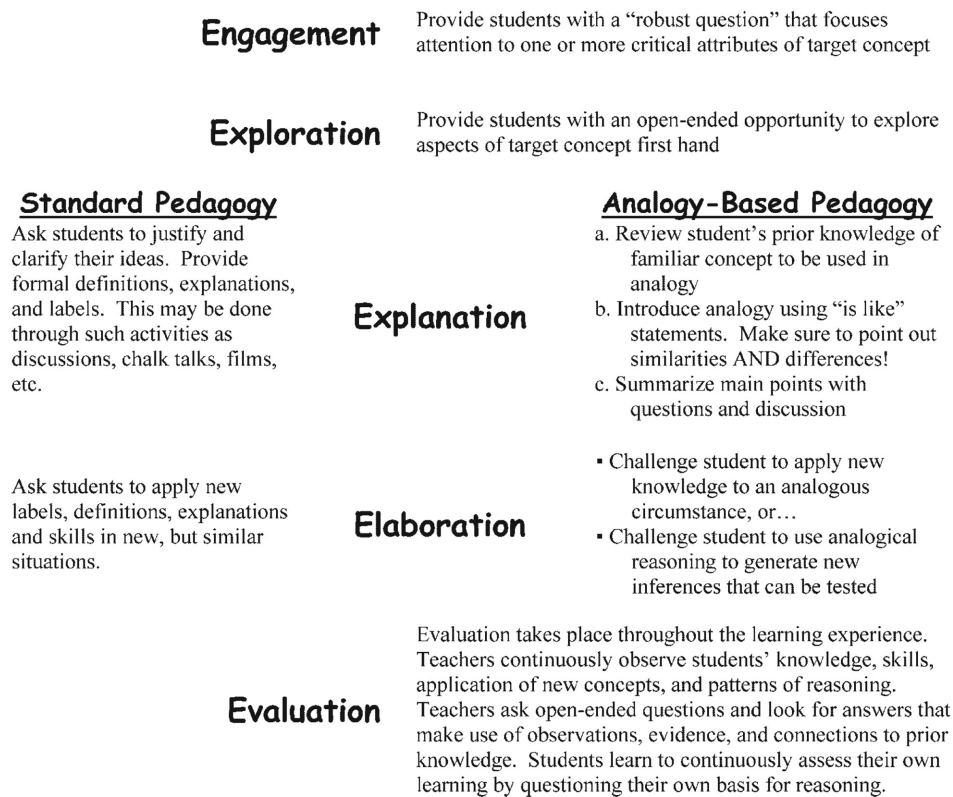 Engagement
Provide students with a “robust question” that focuses
attention to one or more critical attributes of target concept
Exploration
Provide students with an open-ended opportunity to explore
aspects of target concept first hand
Standard Pedagogy
Ask students to justify and
clarify their ideas.  Provide
formal definitions, explanations,
and labels.  This may be done
through such activities as
discussions, chalk talks, films,
etc.
Explanation
Analogy-Based Pedagogy
a. Review student’s prior knowledge of
familiar concept to be used in
analogy
b. Introduce analogy using “is like”
statements.  Make sure to point out
similarities AND differences!
c. Summarize main points with
questions and discussion
Ask students to apply new
labels, definitions, explanations
and skills in new, but similar
situations.
Elaboration
▪ Challenge student to apply new
knowledge to an analogous
circumstance, or…
▪ Challenge student to use analogical
reasoning to generate new
inferences that can be tested
Evaluation
Evaluation takes place throughout the learning experience.
Teachers continuously observe students’ knowledge, skills,
application of new concepts, and patterns of reasoning.
Teachers ask open-ended questions and look for answers that
make use of observations, evidence, and connections to prior
knowledge.  Students learn to continuously assess their own
learning by questioning their own basis for reasoning.